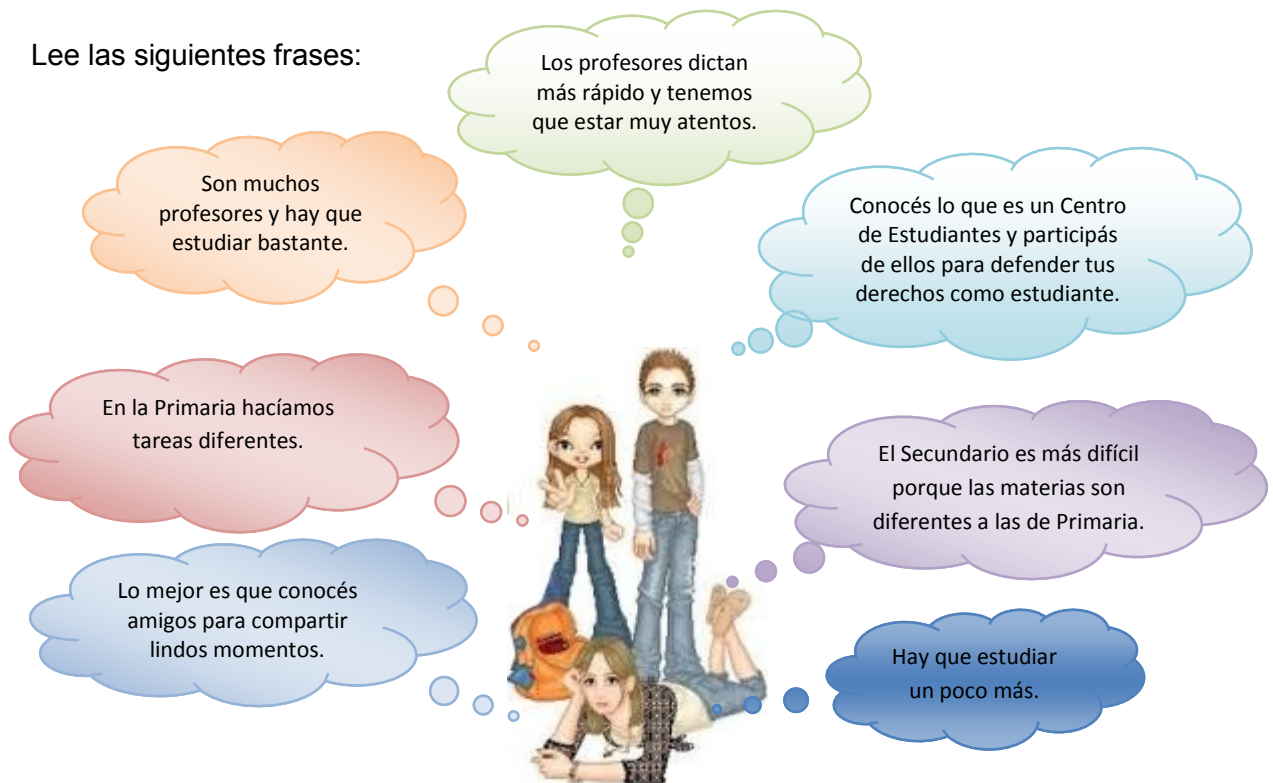 Lee las siguientes frases:
Los profesores dictan
más rápido y tenemos
que estar muy atentos.
Son muchos
profesores y hay que
estudiar bastante.
Conocés lo que es un Centro
de Estudiantes y participás
de ellos para defender tus
derechos como estudiante.
En la Primaria hacíamos
tareas diferentes.
El Secundario es más difícil
porque las materias son
diferentes a las de Primaria.
Lo mejor es que conocés
amigos para compartir
lindos momentos.
Hay que estudiar
un poco más.